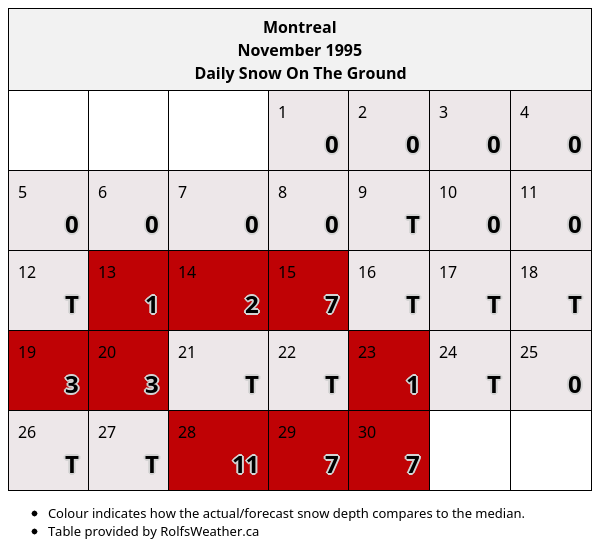 Montreal
November 1995
Daily Snow On The Ground
1 2 3 4
0 0 0 0
5 6 7 8 9 10 11
0 0 0 0 T 0 0
12 13 14 15 16 17 18
T 1 2 7 T T T
19 20 21 22 23 24 25
3 3 T T 1 T 0
26 27 28 29 30
T T 11 7 7
• Colour indicates how the actual/forecast snow depth compares to the median.
• Table provided by RolfsWeather.ca